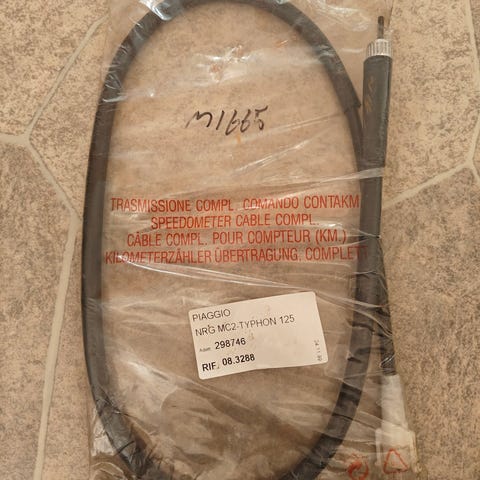 M1665
TRASMISSIONE COMPL. COMANDO CONTAKM
SPEEDOMETER CABLE COMPL.
CÂBLE COMPL. POUR COMPTEUR (KM.)
KILOMETERZÄHLER ÜBERTRAGUNG, COMPLETT
PIAGGIO
NRG MC2-TYPHON 125
Adatt. 298746
RIF. 08.3288